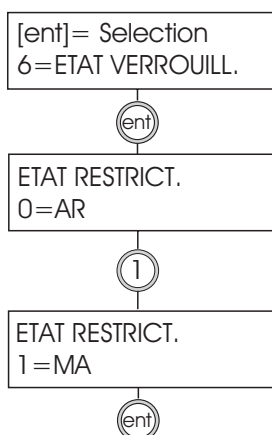 [ent]= Selection
6=ETAT VERROUILL.
ent
ETAT RESTRICT.
0=AR
1
ETAT RESTRICT.
1=MA
ent